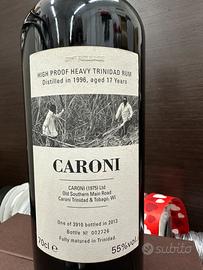 HIGH PROOF HEAVY TRINIDAD RUM
Distilled in 1996, aged 17 Years
CARONI
CARONI (1975) Ltd
Old Southern Main Road
Caroni Trinidad & Tobago, WI
One of 3910 bottled in 2013
Bottle N° 002726
Fully matured in Trinidad.
70cl e
55%vol
subito